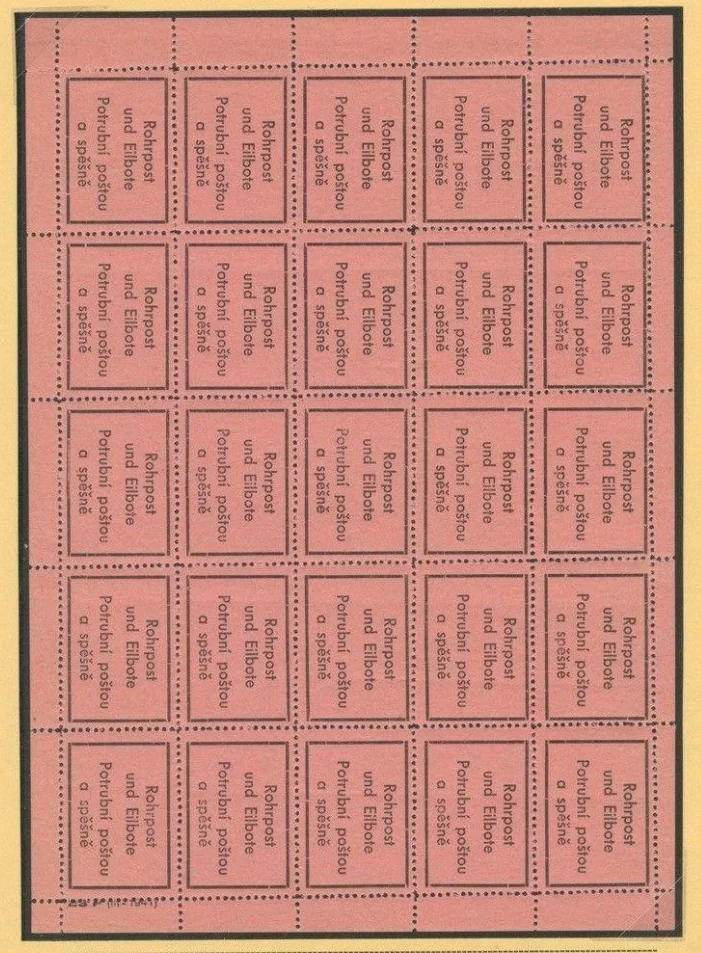 Rohrpost
und Eilbote
Potrubní poštou
a spěšně
Rohrpost
und Eilbote
Potrubní poštou
a spěšně
Rohrpost
und Eilbote
Potrubní poštou
a spěšně
Rohrpost
und Eilbote
Potrubní poštou
a spěšně
Rohrpost
und Eilbote
Potrubní poštou
a spěšně
Rohrpost
und Eilbote
Potrubní poštou
a spěšně
Rohrpost
und Eilbote
Potrubní poštou
a spěšně
Rohrpost
und Eilbote
Potrubní poštou
a spěšně
Rohrpost
und Eilbote
Potrubní poštou
a spěšně
Rohrpost
und Eilbote
Potrubní poštou
a spěšně
Rohrpost
und Eilbote
Potrubní poštou
a spěšně
Rohrpost
und Eilbote
Potrubní poštou
a spěšně
Rohrpost
und Eilbote
Potrubní poštou
a spěšně
Rohrpost
und Eilbote
Potrubní poštou
a spěšně
Rohrpost
und Eilbote
Potrubní poštou
a spěšně
Rohrpost
und Eilbote
Potrubní poštou
a spěšně
Rohrpost
und Eilbote
Potrubní poštou
a spěšně
Rohrpost
und Eilbote
Potrubní poštou
a spěšně
Rohrpost
und Eilbote
Potrubní poštou
a spěšně
Rohrpost
und Eilbote
Potrubní poštou
a spěšně
Rohrpost
und Eilbote
Potrubní poštou
a spěšně
Rohrpost
und Eilbote
Potrubní poštou
a spěšně
Rohrpost
und Eilbote
Potrubní poštou
a spěšně
Rohrpost
und Eilbote
Potrubní poštou
a spěšně
Rohrpost
und Eilbote
Potrubní poštou
a spěšně